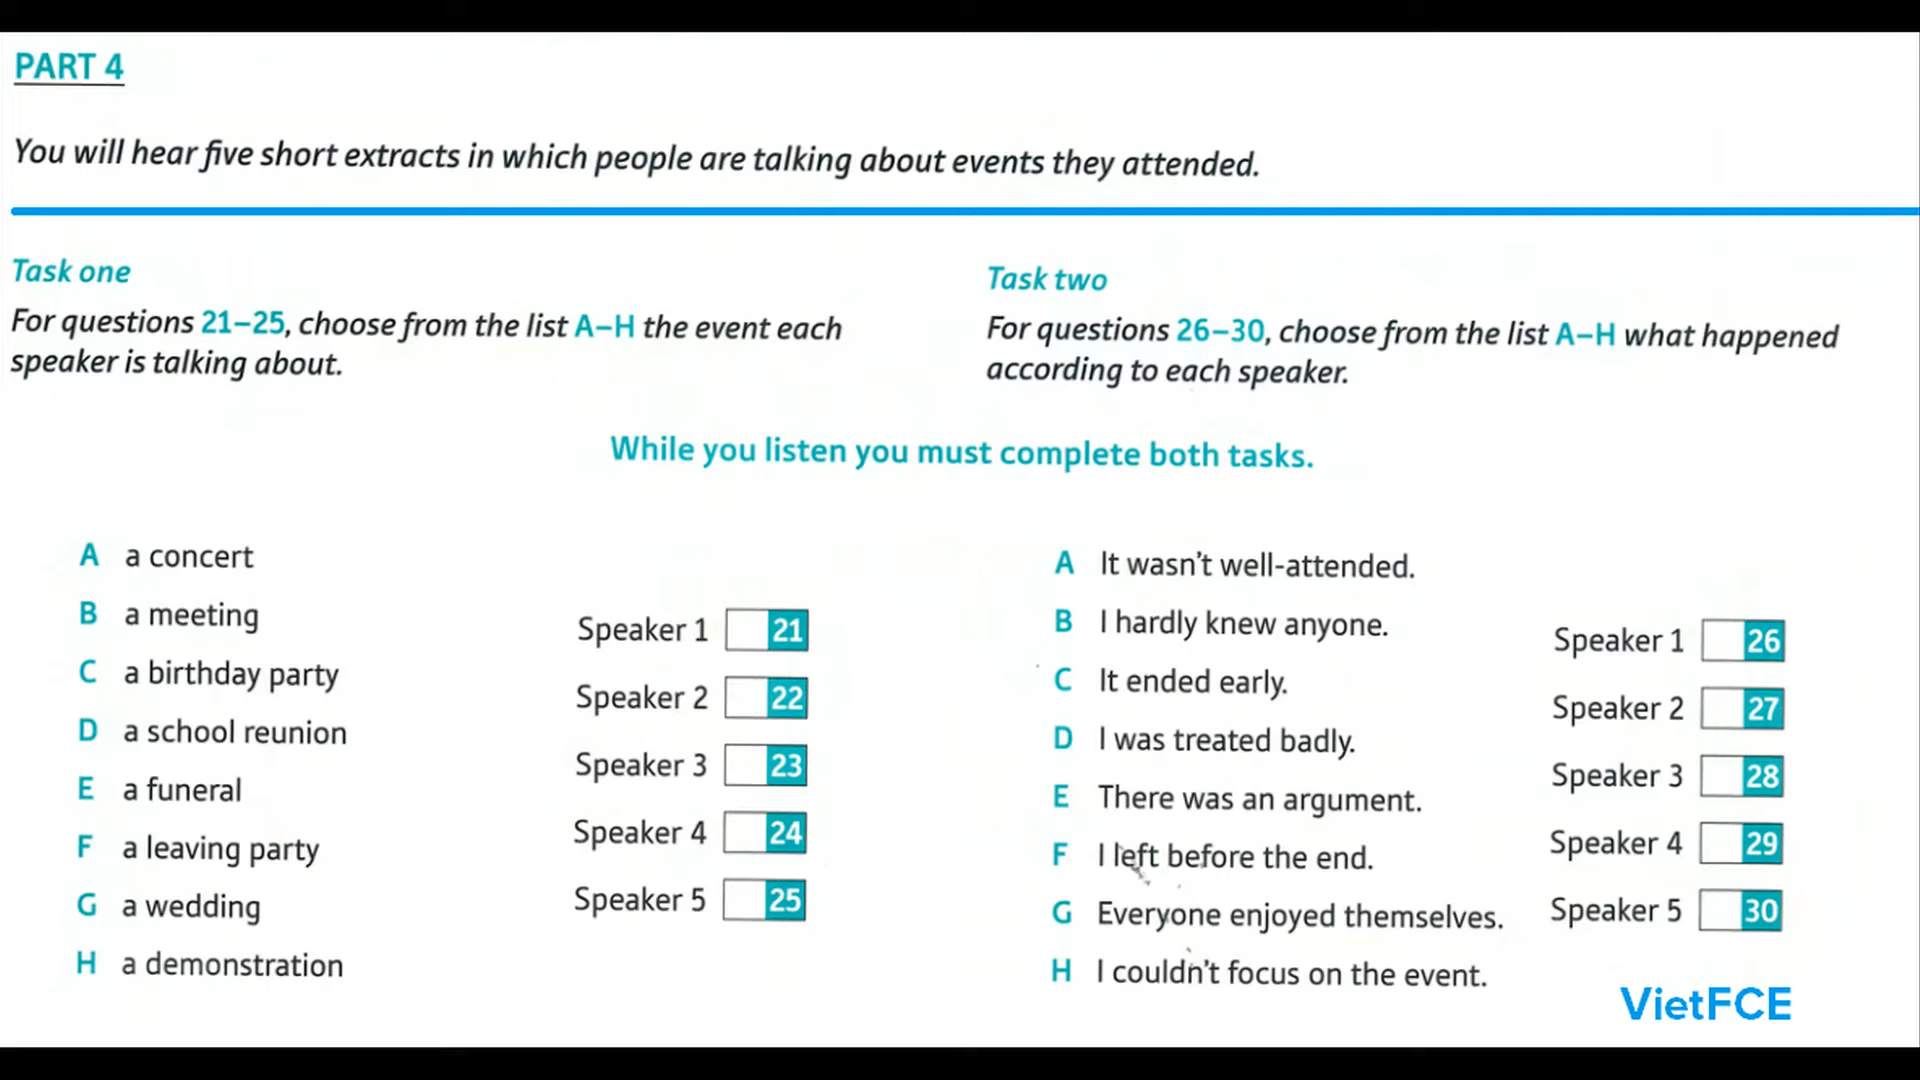 PART 4
You will hear five short extracts in which people are talking about events they attended.
Task one
For questions 21–25, choose from the list A–H the event each
speaker is talking about.
Task two
For questions 26–30, choose from the list A–H what happened
according to each speaker.
While you listen you must complete both tasks.
A a concert
B a meeting
C a birthday party
D a school reunion
E a funeral
F a leaving party
G a wedding
H a demonstration
Speaker 1 21
Speaker 2 22
Speaker 3 23
Speaker 4 24
Speaker 5 25
A It wasn't well-attended.
B I hardly knew anyone.
C It ended early.
D I was treated badly.
E There was an argument.
F I left before the end.
G Everyone enjoyed themselves.
H I couldn't focus on the event.
Speaker 1 26
Speaker 2 27
Speaker 3 28
Speaker 4 29
Speaker 5 30
VietFCE